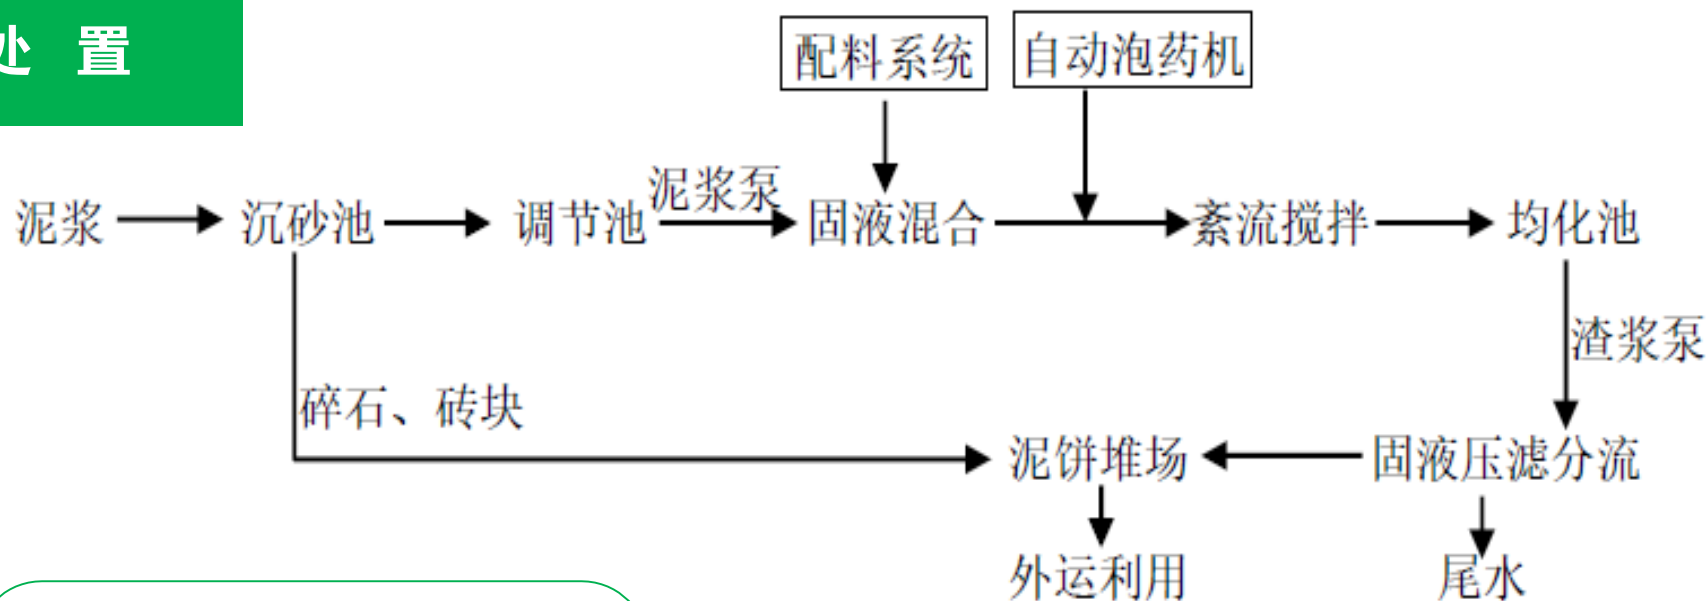 处 置
配料系统
自动泡药机
泥浆泵
泥浆
沉砂池
调节池
固液混合
紊流搅拌
均化池
渣浆泵
碎石、砖块
泥饼堆场
固液压滤分流
外运利用
尾水